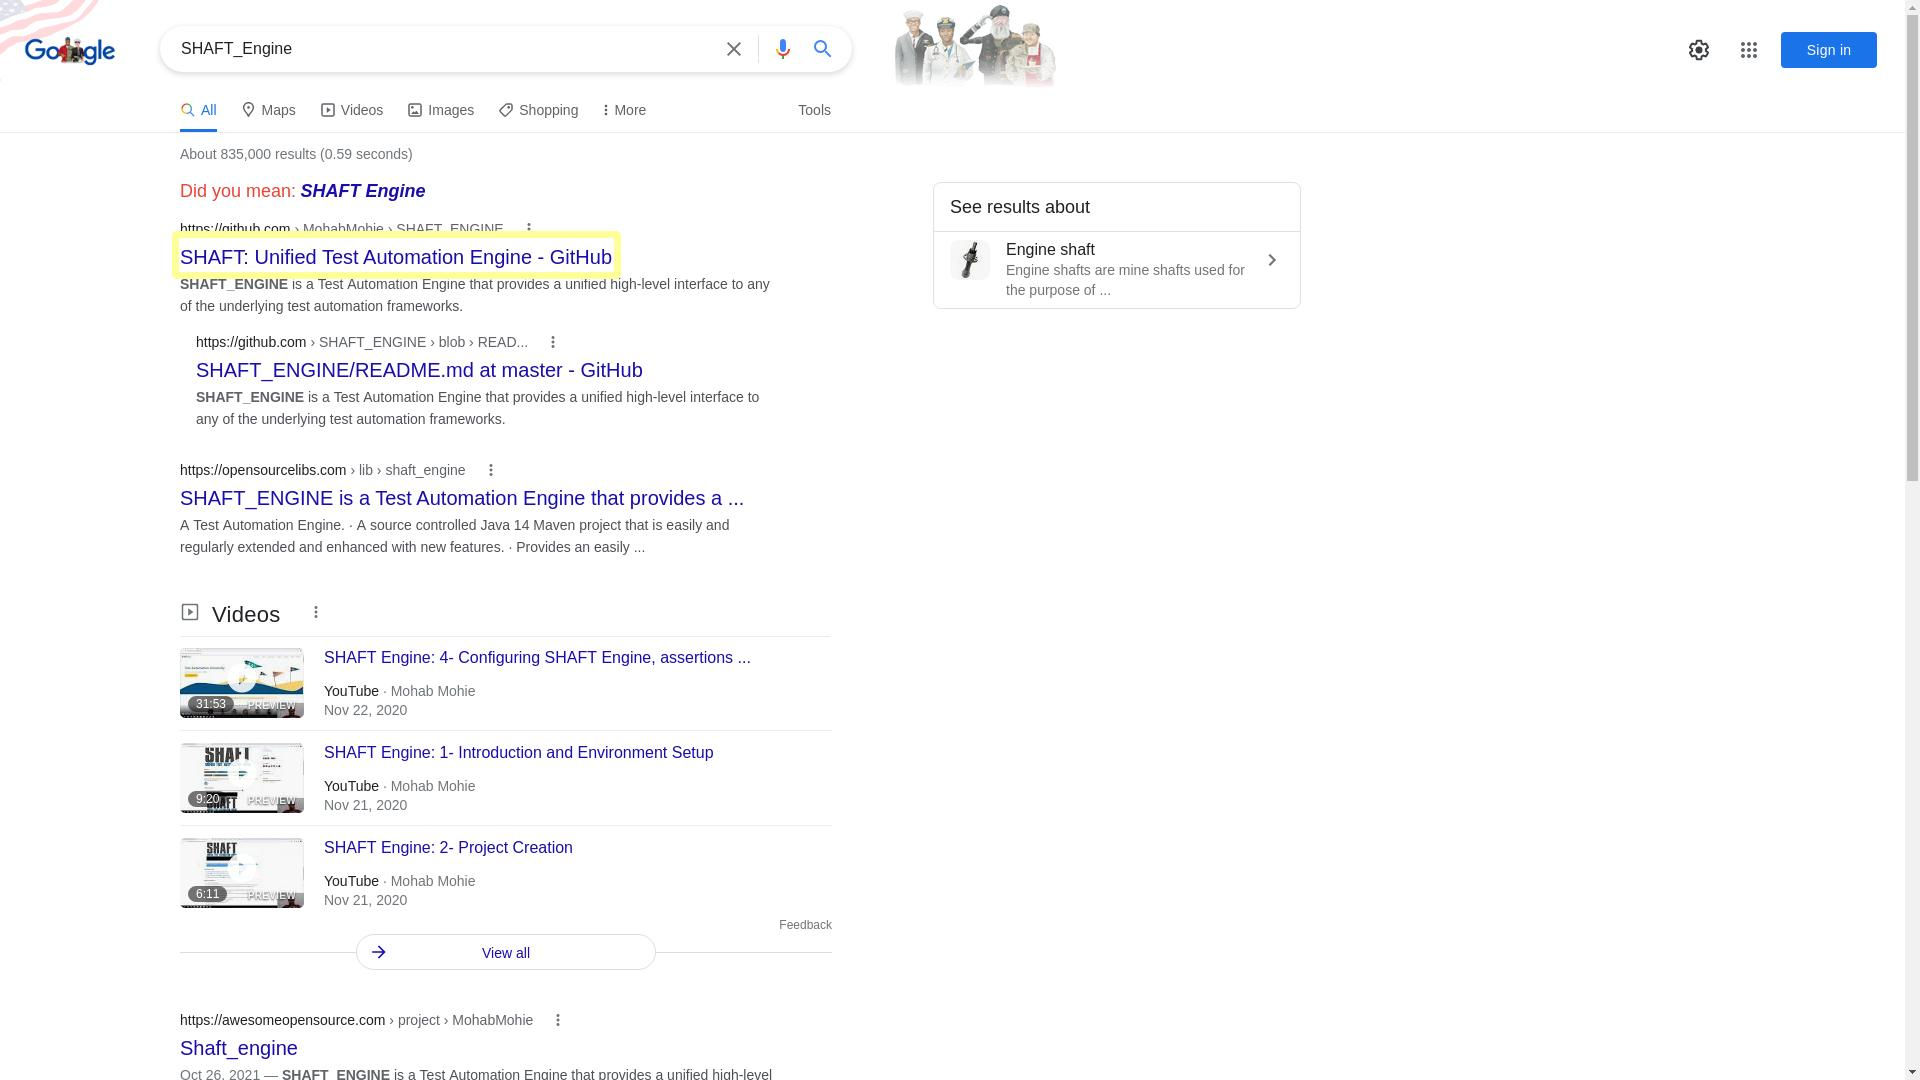 Google
SHAFT_Engine
Sign in
All
Maps
Videos
Images
Shopping
More
Tools
About 835,000 results (0.59 seconds)
Did you mean: SHAFT Engine
https://github.com › MohabMohie › SHAFT_ENGINE
SHAFT: Unified Test Automation Engine - GitHub
SHAFT_ENGINE is a Test Automation Engine that provides a unified high-level interface to any
of the underlying test automation frameworks.
https://github.com › SHAFT_ENGINE › blob › READ...
SHAFT_ENGINE/README.md at master - GitHub
SHAFT_ENGINE is a Test Automation Engine that provides a unified high-level interface to
any of the underlying test automation frameworks.
https://opensourcelibs.com › lib › shaft_engine
SHAFT_ENGINE is a Test Automation Engine that provides a ...
A Test Automation Engine. · A source controlled Java 14 Maven project that is easily and
regularly extended and enhanced with new features. · Provides an easily ...
Videos
31:53
PREVIEW
SHAFT Engine: 4- Configuring SHAFT Engine, assertions ...
YouTube · Mohab Mohie
Nov 22, 2020
SHAFT
9:20
PREVIEW
SHAFT Engine: 1- Introduction and Environment Setup
YouTube · Mohab Mohie
Nov 21, 2020
SHAFT
6:11
PREVIEW
SHAFT Engine: 2- Project Creation
YouTube · Mohab Mohie
Nov 21, 2020
Feedback
View all
https://awesomeopensource.com › project › MohabMohie
Shaft_engine
Oct 26, 2021 — SHAFT_ENGINE is a Test Automation Engine that provides a unified high-level
See results about
Engine shaft
Engine shafts are mine shafts used for
the purpose of ...